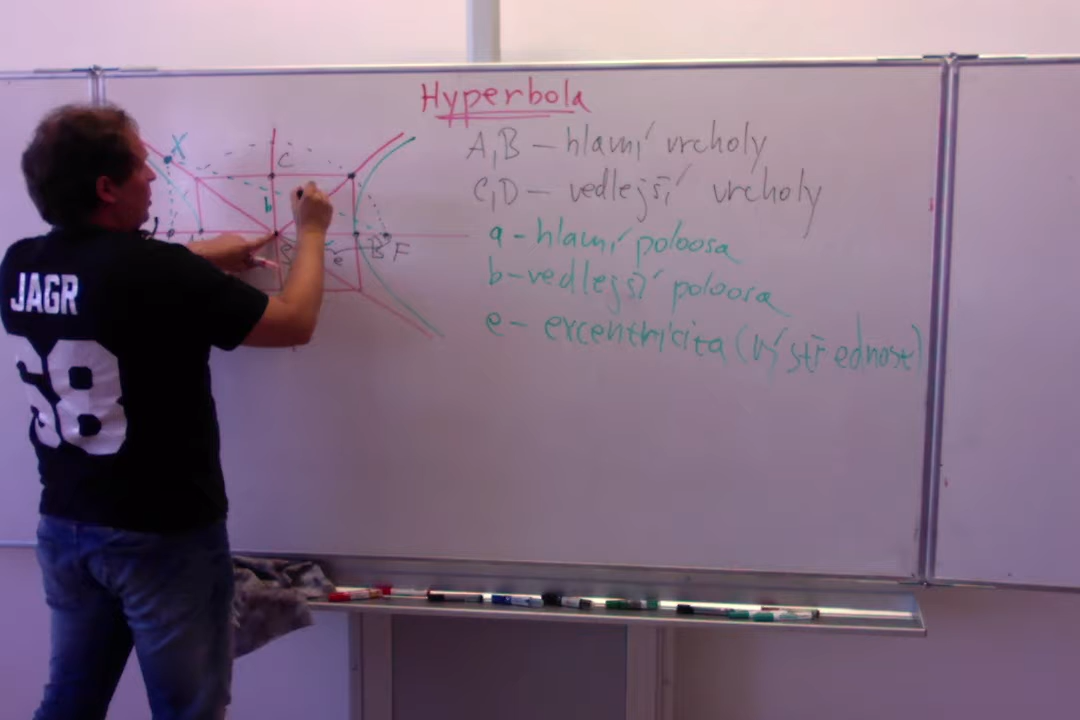 Hyperbola
A,B – hlavní vrcholy
C,D – vedlejší vrcholy
a – hlavní poloosa
b – vedlejší poloosa
e – excentricita (výstřednost)
X
C
b
e
B
F
JAGR
68